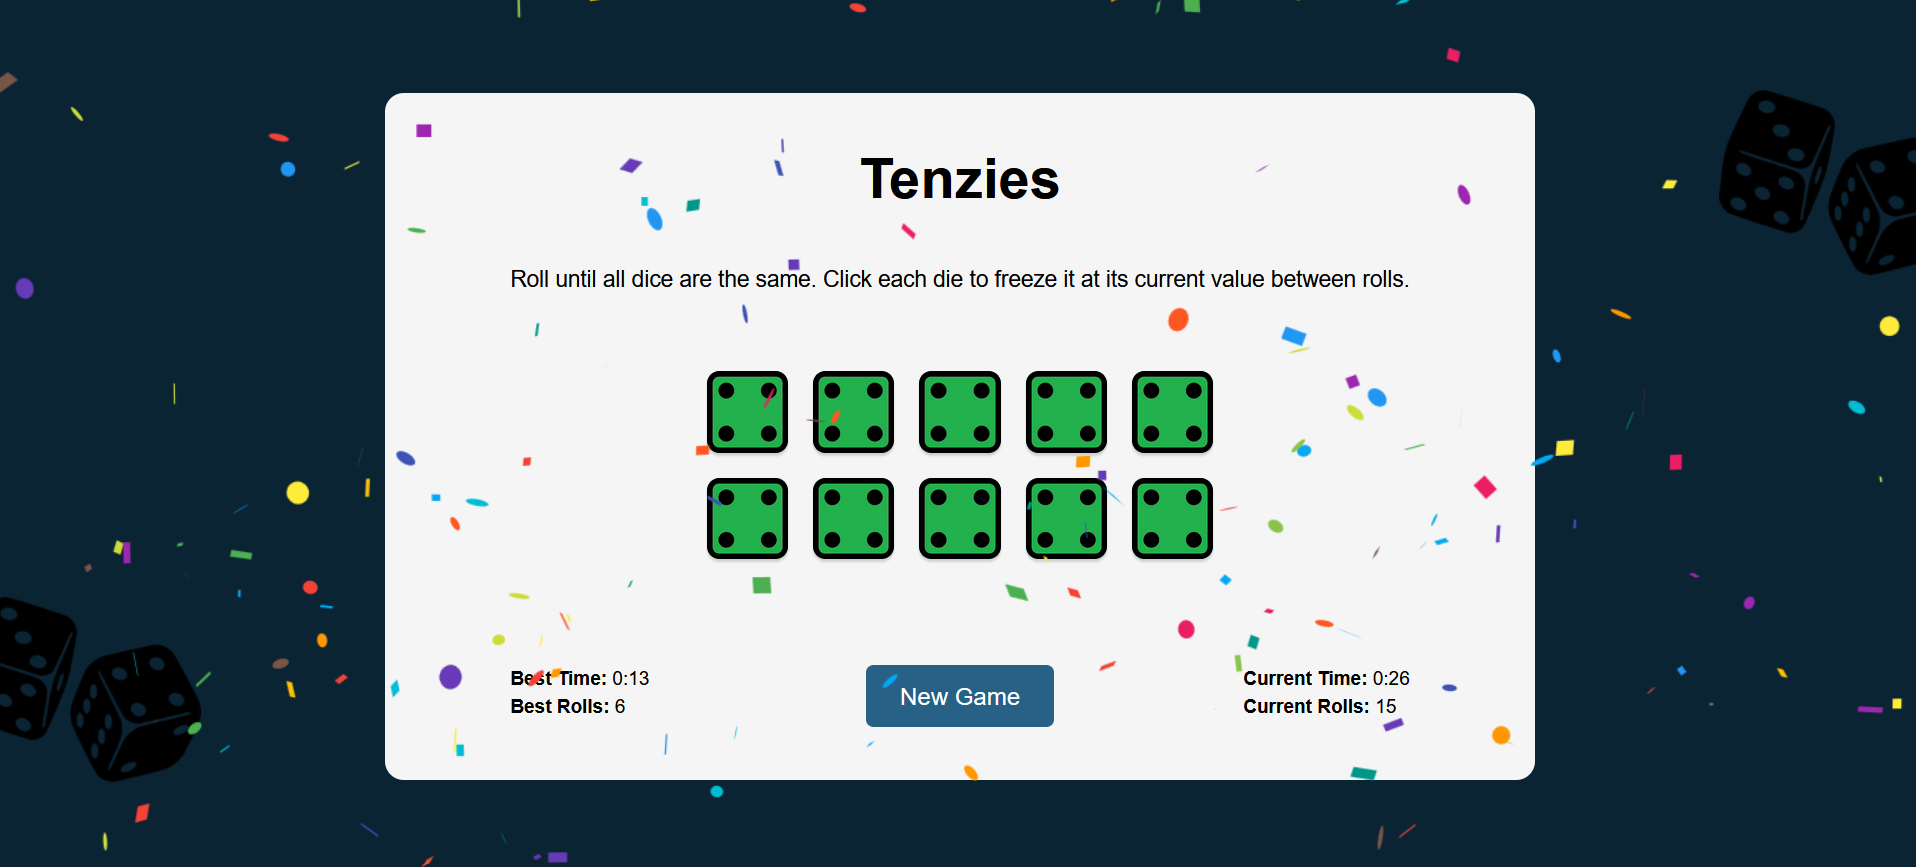 Tenzies
Roll until all dice are the same. Click each die to freeze it at its current value between rolls.
Best Time: 0:13
Best Rolls: 6
New Game
Current Time: 0:26
Current Rolls: 15